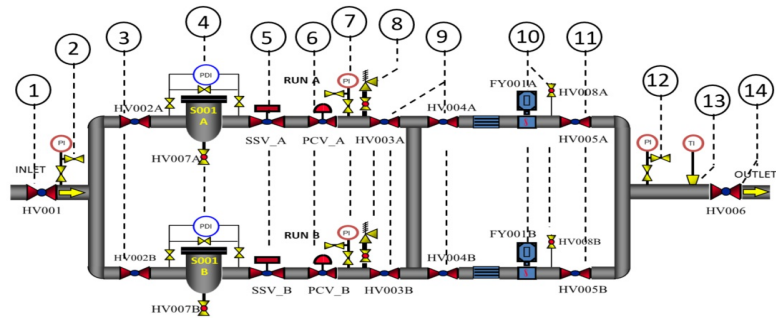 1 2 3 4 5 6 7 8 9 10 11 12 13 14
PDI
RUN A
PI
FY001A
HV008A
HV002A
S001
A
INLET
PI
HV007A
SSV_A
PCV_A
HV003A
HV004A
HV005A
PI
TI
OUTLET
HV001
HV006
PDI
RUN B
PI
FY001B
HV008B
HV002B
S001
B
HV004B
HV007B
SSV_B
PCV_B
HV003B
HV005B